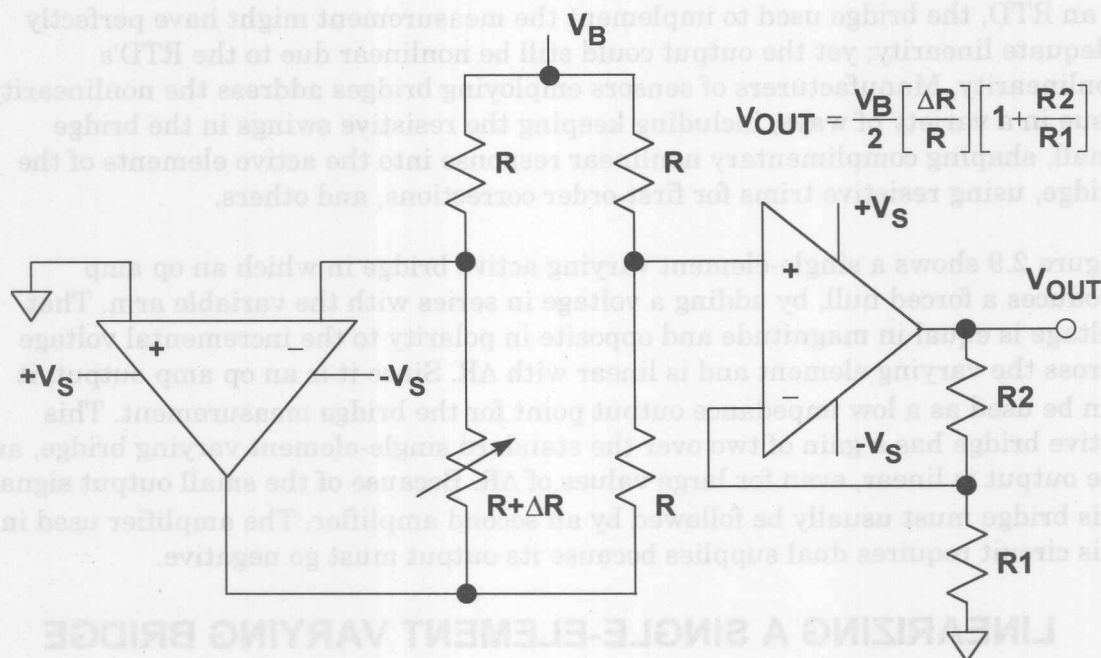 V_B
V_OUT = V_B/2 [ΔR/R] [1+ R2/R1]
R
R
+V_S
+
V_OUT
+
−
+V_S
-V_S
−
-V_S
R2
R+ΔR
R
R1
LINEARIZING A SINGLE-ELEMENT VARYING BRIDGE